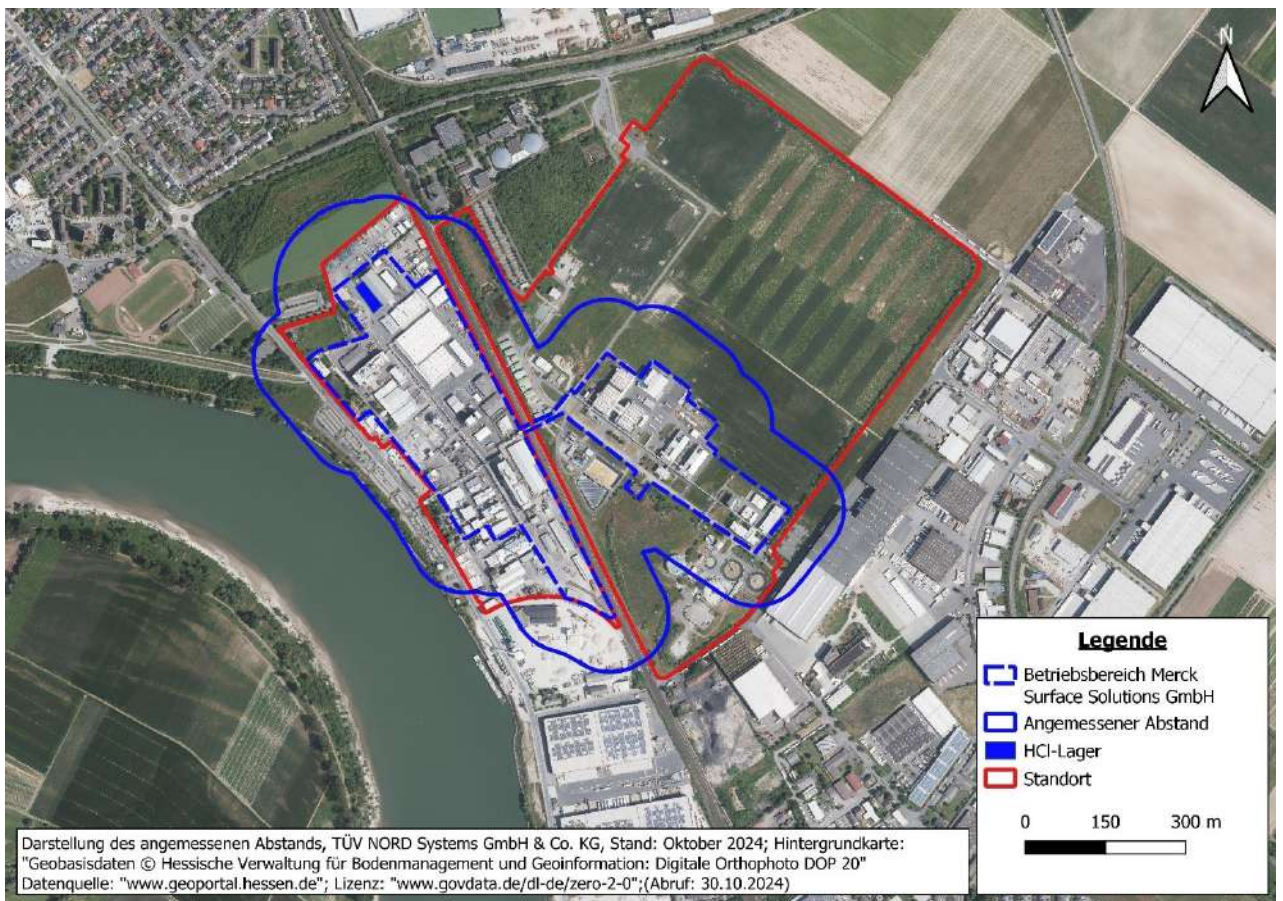 N
Legende
Betriebsbereich Merck
Surface Solutions GmbH
Angemessener Abstand
HCl-Lager
Standort
0 150 300 m
Darstellung des angemessenen Abstands, TÜV NORD Systems GmbH & Co. KG, Stand: Oktober 2024; Hintergrundkarte:
"Geobasisdaten © Hessische Verwaltung für Bodenmanagement und Geoinformation: Digitale Orthophoto DOP 20"
Datenquelle: "www.geoportal.hessen.de"; Lizenz: "www.govdata.de/dl-de/zero-2-0";(Abruf: 30.10.2024)